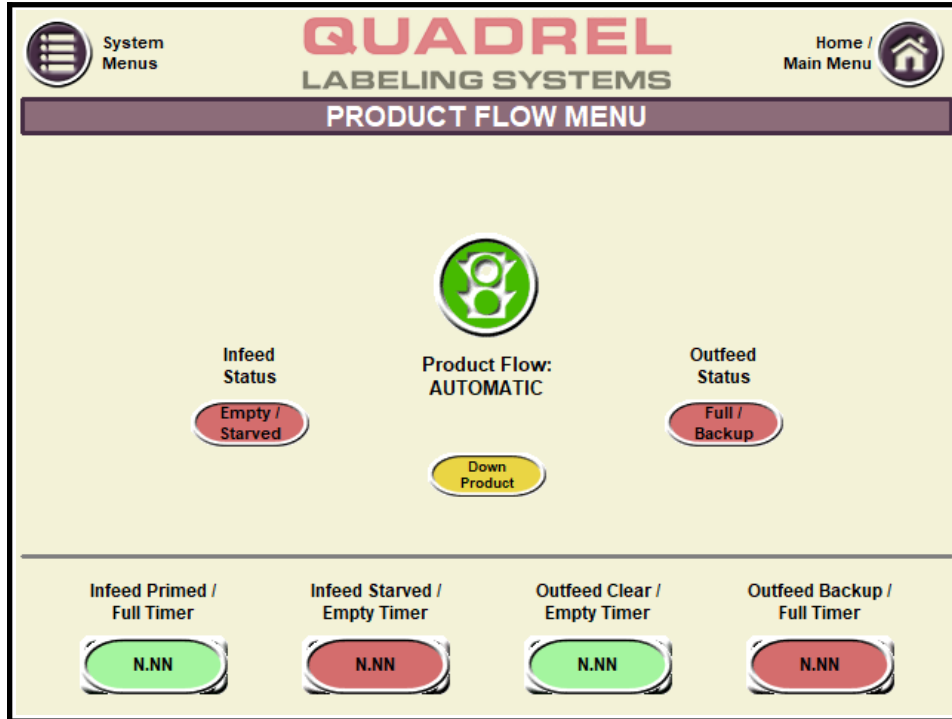 System
Menus
QUADREL
LABELING SYSTEMS
Home /
Main Menu
PRODUCT FLOW MENU
Infeed
Status
Empty /
Starved
Product Flow:
AUTOMATIC
Down
Product
Outfeed
Status
Full /
Backup
Infeed Primed /
Full Timer
N.NN
Infeed Starved /
Empty Timer
N.NN
Outfeed Clear /
Empty Timer
N.NN
Outfeed Backup /
Full Timer
N.NN